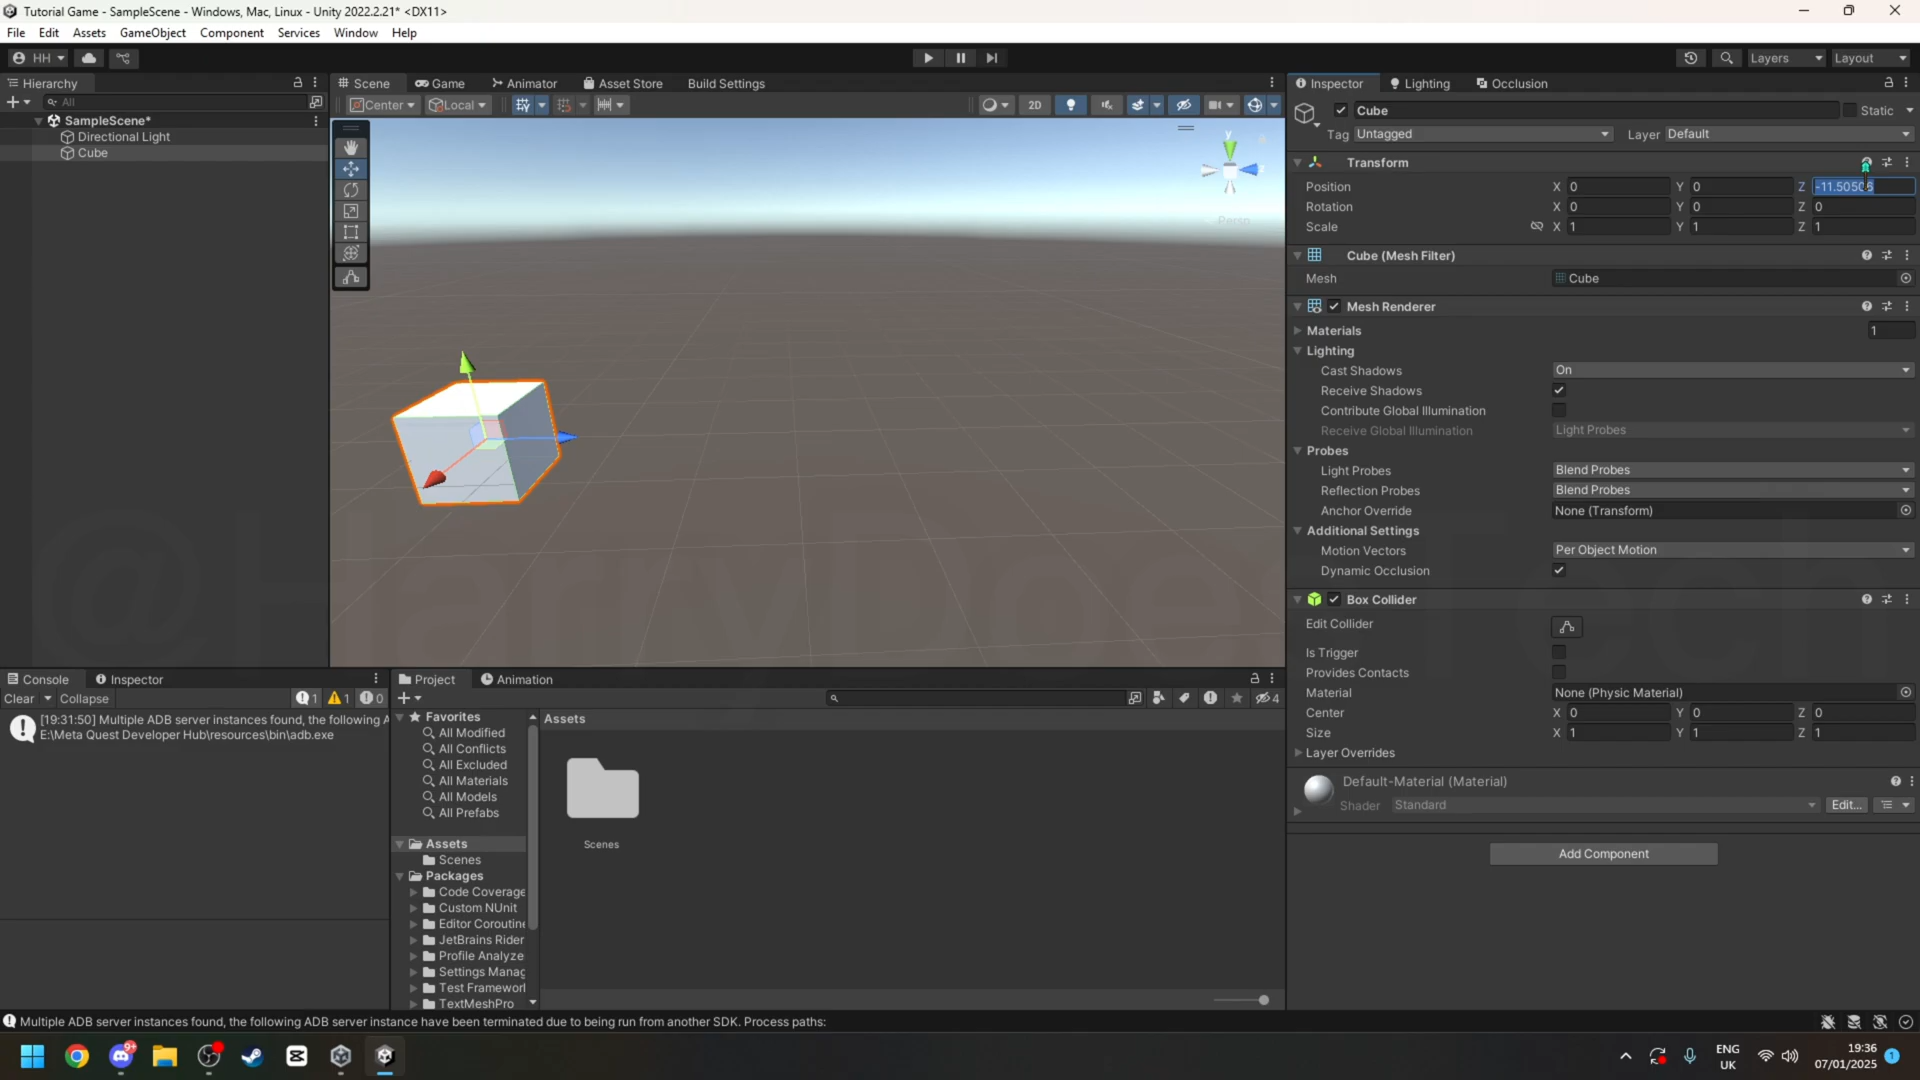 Tutorial Game - SampleScene - Windows, Mac, Linux - Unity 2022.2.21* <DX11>
File Edit Assets GameObject Component Services Window Help
HH
Layers
Layout
Hierarchy
All
SampleScene*
Directional Light
Cube
Scene
Game
Animator
Asset Store
Build Settings
Center
Local
2D
y
z
Persp
Inspector
Lighting
Occlusion
Cube
Static
Tag Untagged
Layer Default
Transform
Position X 0 Y 0 Z -11.50506
Rotation X 0 Y 0 Z 0
Scale X 1 Y 1 Z 1
Cube (Mesh Filter)
Mesh Cube
Mesh Renderer
Materials 1
Lighting
Cast Shadows On
Receive Shadows
Contribute Global Illumination
Receive Global Illumination Light Probes
Probes
Light Probes Blend Probes
Reflection Probes Blend Probes
Anchor Override None (Transform)
Additional Settings
Motion Vectors Per Object Motion
Dynamic Occlusion
Box Collider
Edit Collider
Is Trigger
Provides Contacts
Material None (Physic Material)
Center X 0 Y 0 Z 0
Size X 1 Y 1 Z 1
Layer Overrides
Default-Material (Material)
Shader Standard Edit...
Add Component
Console
Inspector
Clear
Collapse
1 1 0
[19:31:50] Multiple ADB server instances found, the following A
E:\Meta Quest Developer Hub\resources\bin\adb.exe
Project
Animation
4
Favorites
All Modified
All Conflicts
All Excluded
All Materials
All Models
All Prefabs
Assets
Scenes
Packages
Code Coverage
Custom NUnit
Editor Coroutine
JetBrains Rider
Profile Analyze
Settings Manag
Test Framework
TextMeshPro
Assets
Scenes
Multiple ADB server instances found, the following ADB server instance have been terminated due to being run from another SDK. Process paths:
9+
ENG
UK
19:36
07/01/2025
1